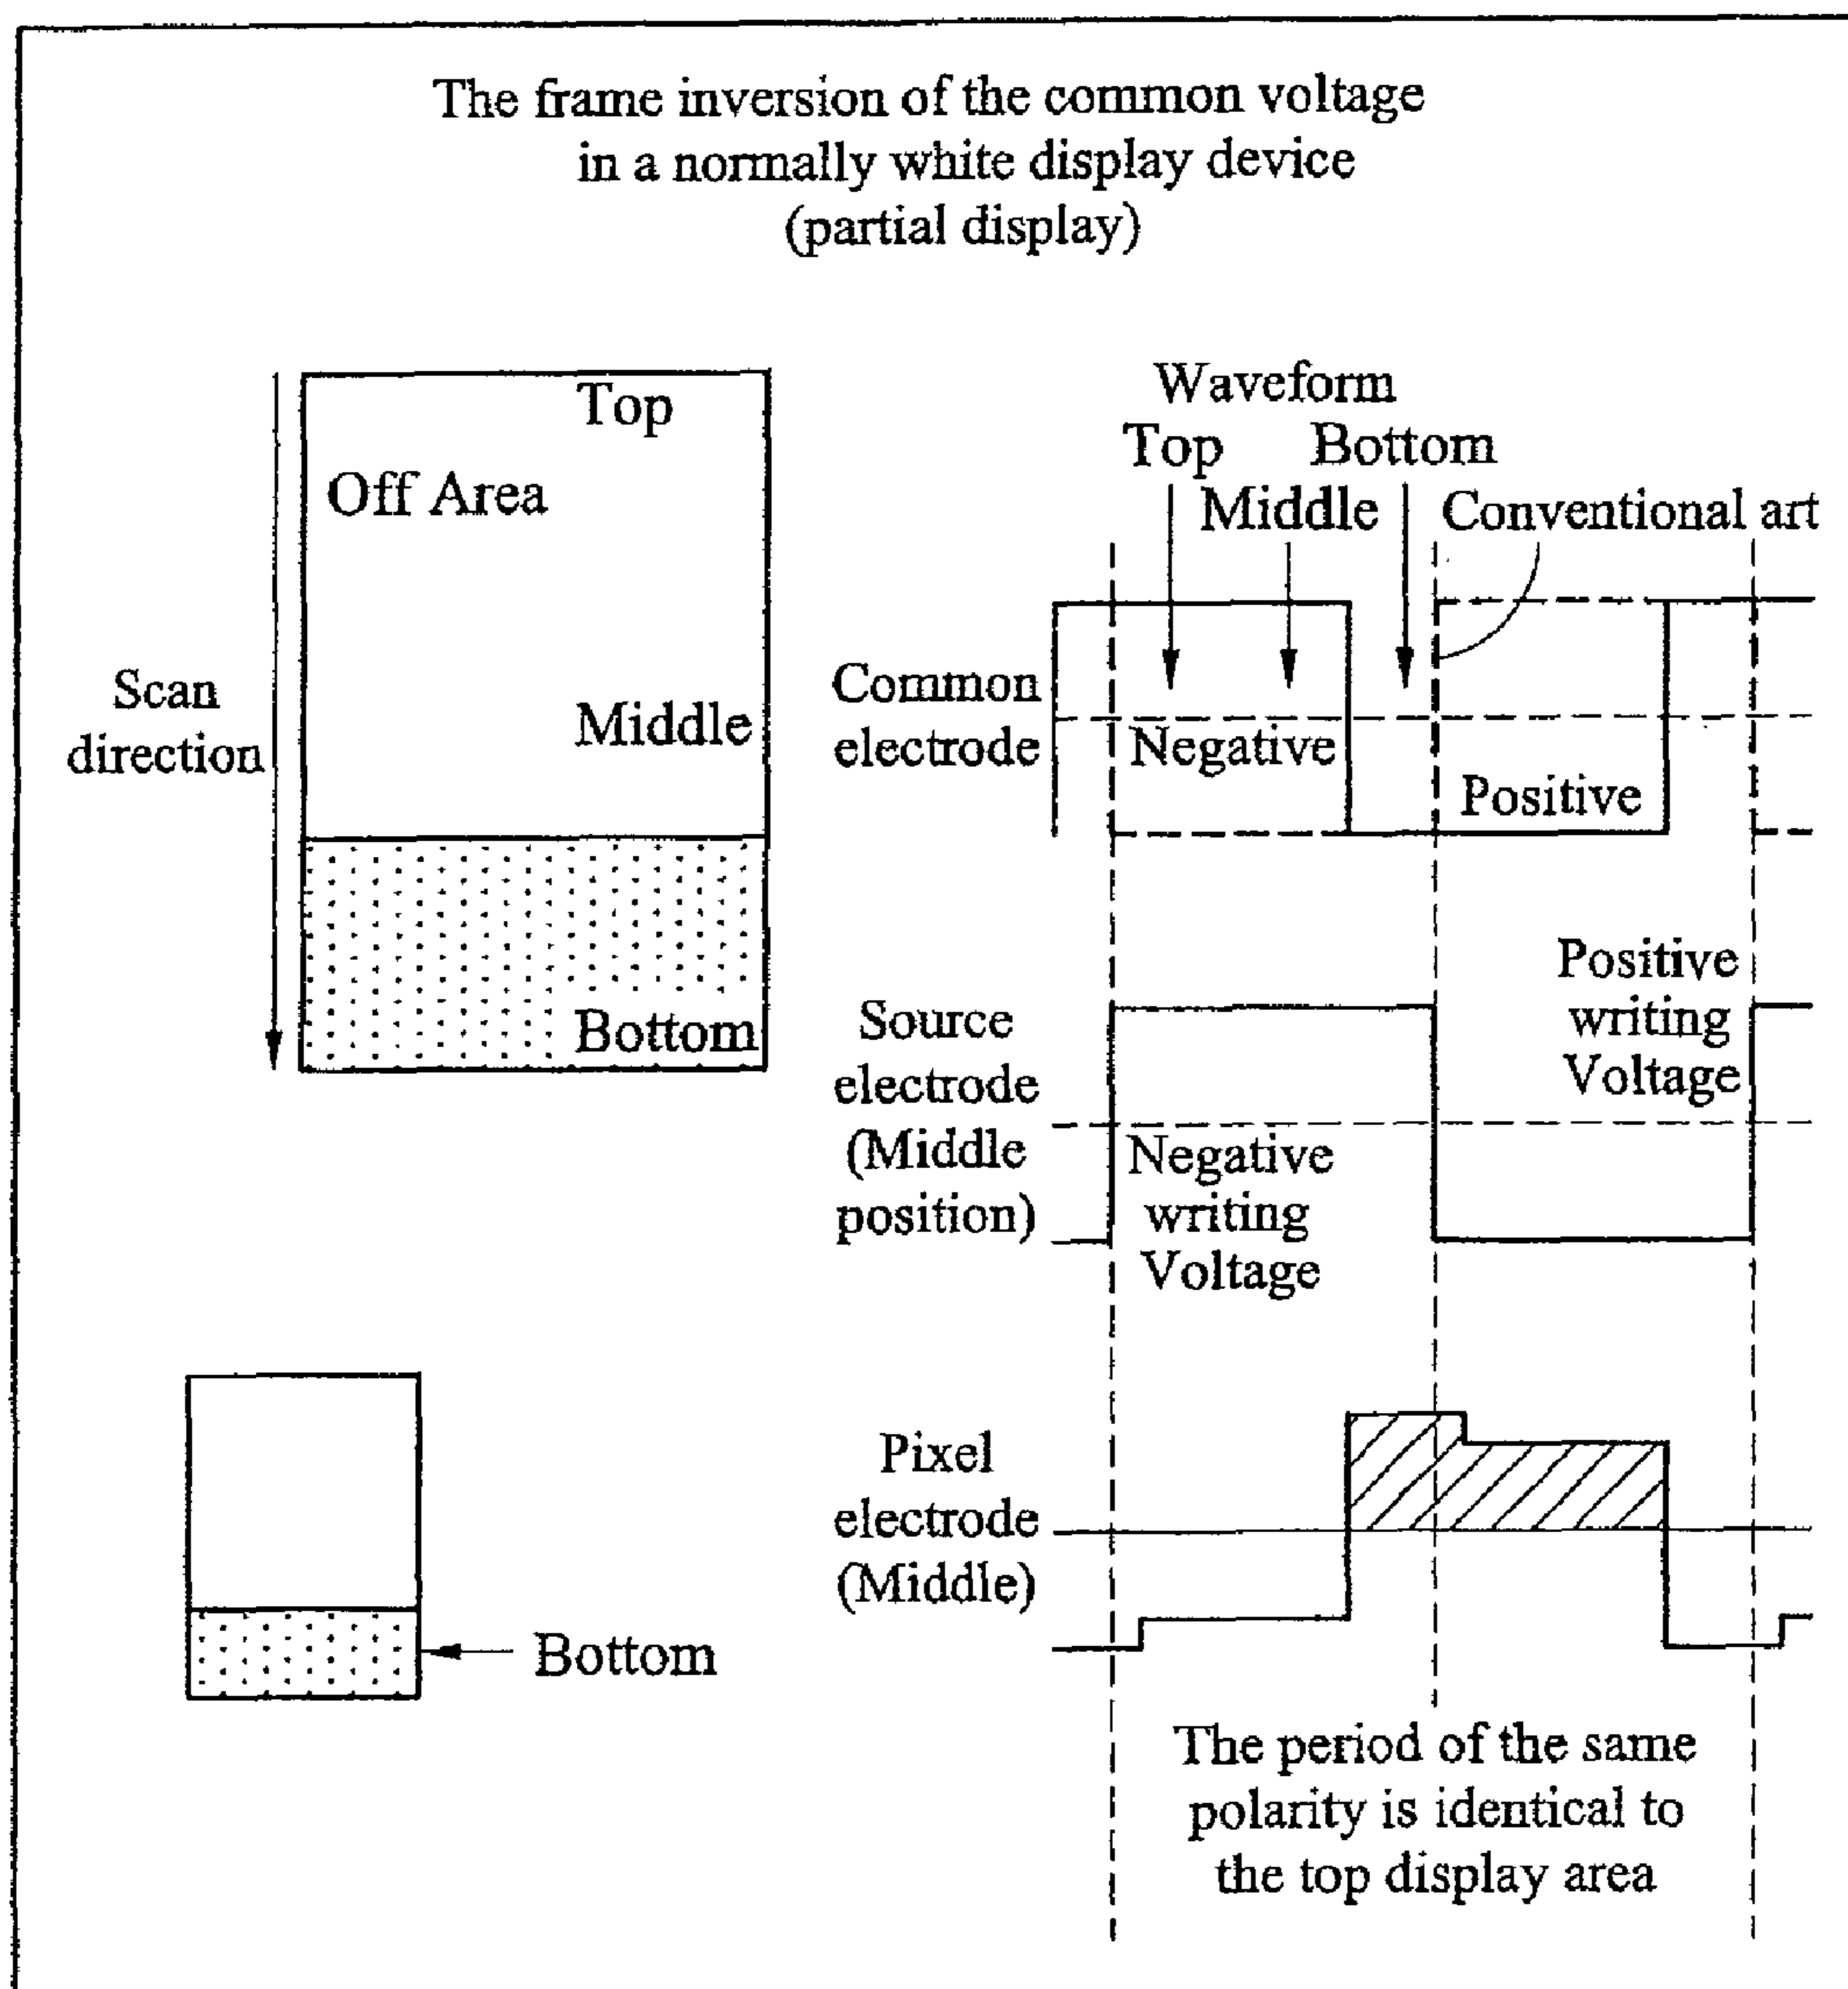 The frame inversion of the common voltage
in a normally white display device
(partial display)
Top
Off Area
Scan
direction
Middle
Bottom
Bottom
Waveform
Top
Bottom
Middle
Conventional art
Common
electrode
Negative
Positive
Source
electrode
(Middle
position)
Negative
writing
Voltage
Positive
writing
Voltage
Pixel
electrode
(Middle)
The period of the same
polarity is identical to
the top display area